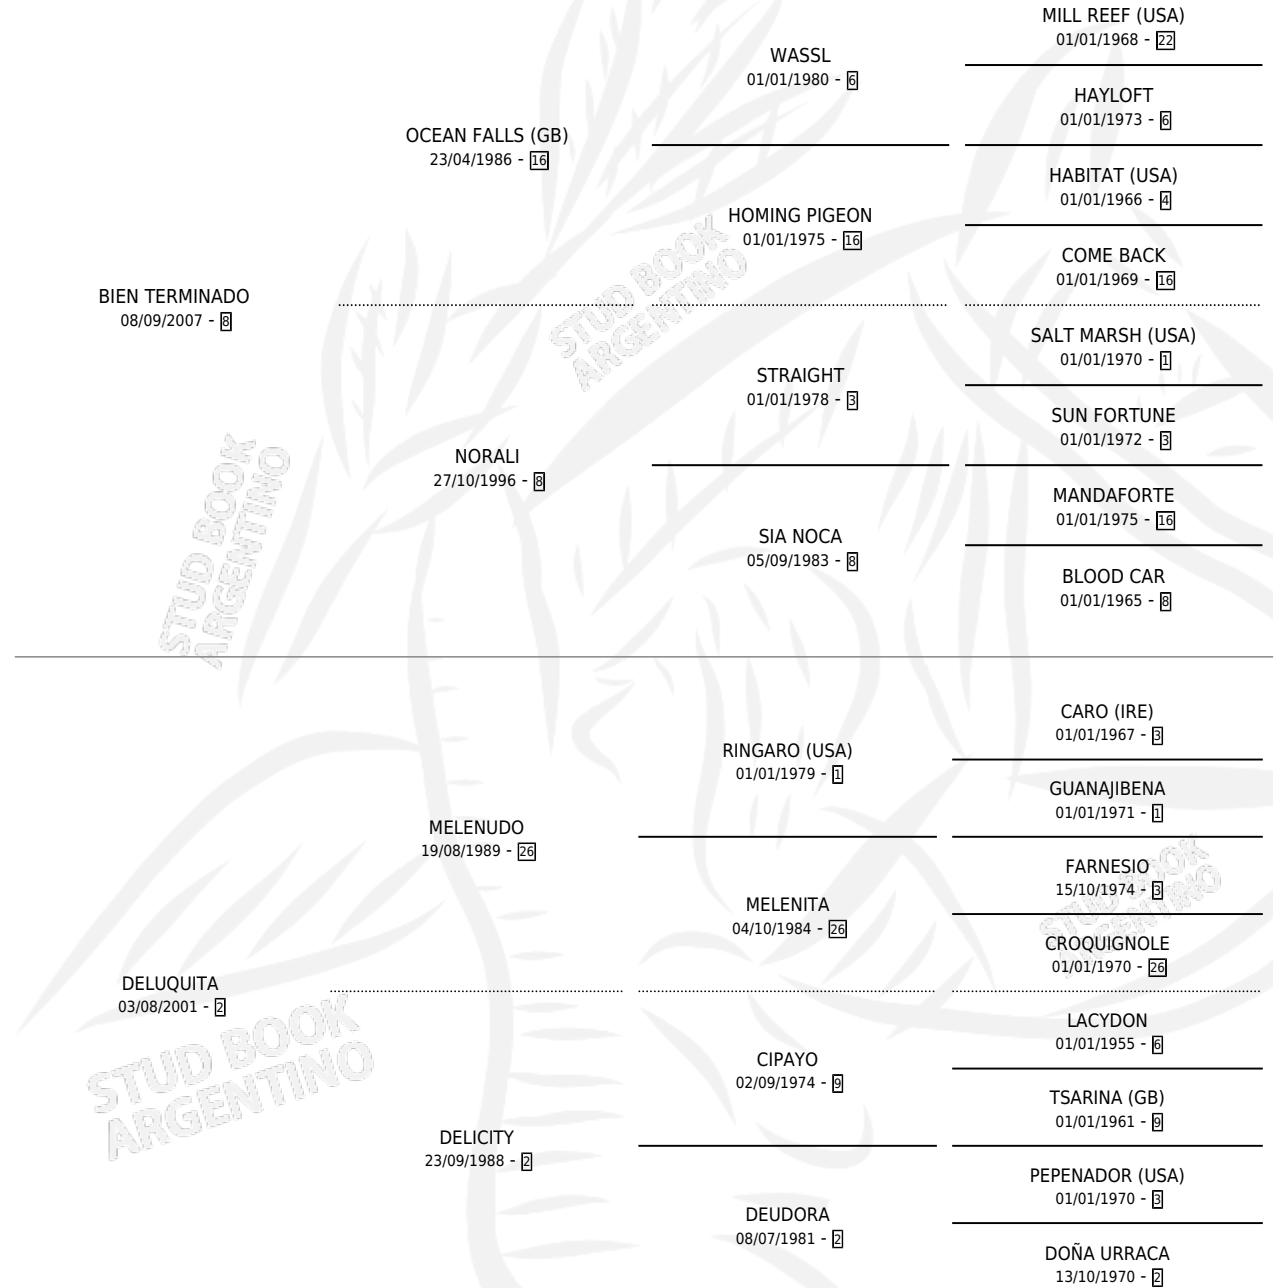 MILL REEF (USA)
01/01/1968 - 22
WASSL
01/01/1980 - 6
HAYLOFT
01/01/1973 - 6
OCEAN FALLS (GB)
23/04/1986 - 16
HABITAT (USA)
01/01/1966 - 4
HOMING PIGEON
01/01/1975 - 16
COME BACK
01/01/1969 - 16
BIEN TERMINADO
08/09/2007 - 8
STUD BOOK
ARGENTINO
SALT MARSH (USA)
01/01/1970 - 1
STRAIGHT
01/01/1978 - 3
SUN FORTUNE
01/01/1972 - 3
NORALI
27/10/1996 - 8
MANDAFORTE
01/01/1975 - 16
SIA NOCA
05/09/1983 - 8
BLOOD CAR
01/01/1965 - 8
STUD BOOK
ARGENTINO
CARO (IRE)
01/01/1967 - 3
RINGARO (USA)
01/01/1979 - 1
GUANAJIBENA
01/01/1971 - 1
MELENUDO
19/08/1989 - 26
FARNESIO
15/10/1974 - 3
MELENITA
04/10/1984 - 26
CROQUIGNOLE
01/01/1970 - 26
STUD BOOK
ARGENTINO
DELUQUITA
03/08/2001 - 2
LACYDON
01/01/1955 - 6
CIPAYO
02/09/1974 - 9
TSARINA (GB)
01/01/1961 - 9
DELICITY
23/09/1988 - 2
PEPENADOR (USA)
01/01/1970 - 3
DEUDORA
08/07/1981 - 2
DOÑA URRACA
13/10/1970 - 2
STUD BOOK
ARGENTINO